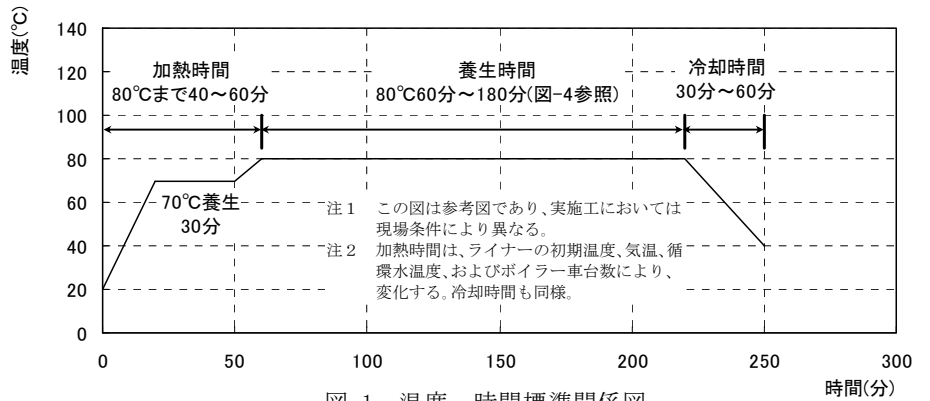 温度(℃)
140
120
100
80
60
40
20
0
加熱時間
80℃まで40~60分
養生時間
80℃60分~180分(図-4参照)
冷却時間
30分~60分
70℃養生
30分
注1 この図は参考図であり、実施工においては
現場条件により異なる。
注2 加熱時間は、ライナーの初期温度、気温、循
環水温度、およびボイラー車台数により、
変化する。冷却時間も同様。
0 50 100 150 200 250 300
時間(分)